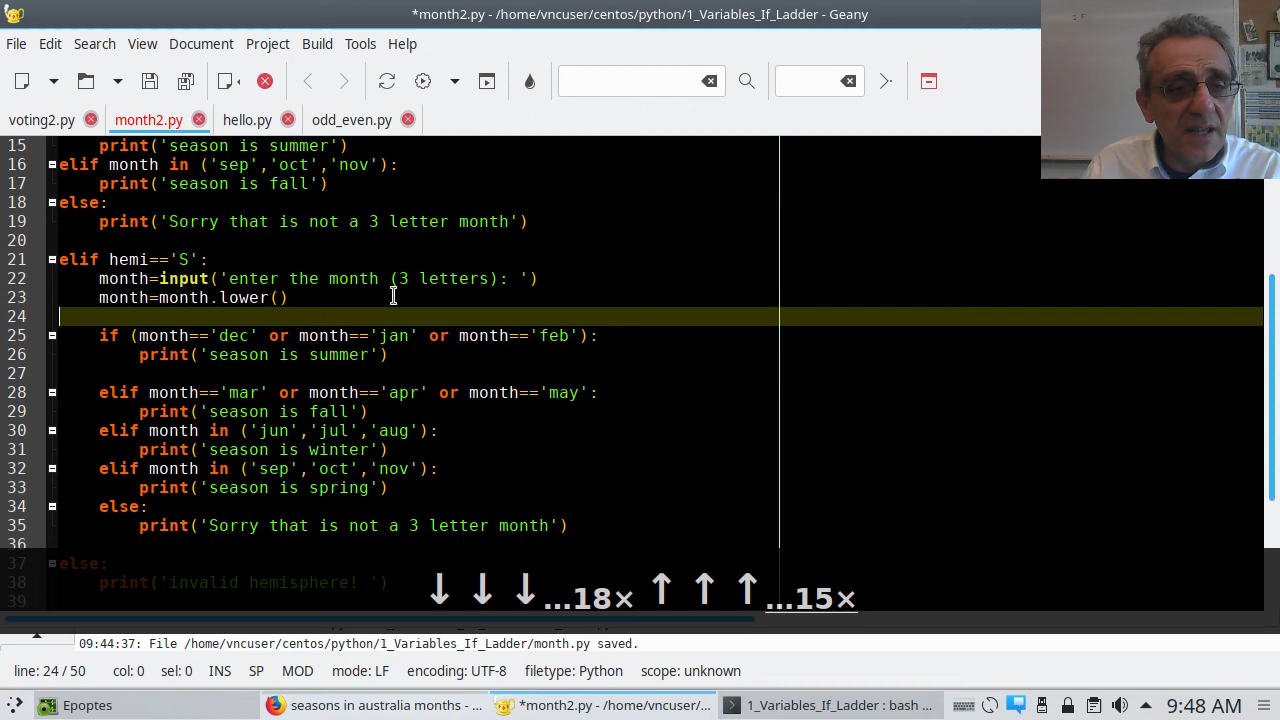 *month2.py - /home/vncuser/centos/python/1_Variables_If_Ladder - Geany
File Edit Search View Document Project Build Tools Help
voting2.py month2.py hello.py odd_even.py
15 print('season is summer')
16 elif month in ('sep','oct','nov'):
17 print('season is fall')
18 else:
19 print('Sorry that is not a 3 letter month')
20
21 elif hemi=='S':
22 month=input('enter the month (3 letters): ')
23 month=month.lower()
24
25 if (month=='dec' or month=='jan' or month=='feb'):
26 print('season is summer')
27
28 elif month=='mar' or month=='apr' or month=='may':
29 print('season is fall')
30 elif month in ('jun','jul','aug'):
31 print('season is winter')
32 elif month in ('sep','oct','nov'):
33 print('season is spring')
34 else:
35 print('Sorry that is not a 3 letter month')
36
37 else:
38 print('invalid hemisphere! ')
39
↓ ↓ ↓...18× ↑ ↑ ↑...15×
09:44:37: File /home/vncuser/centos/python/1_Variables_If_Ladder/month.py saved.
line: 24 / 50 col: 0 sel: 0 INS SP MOD mode: LF encoding: UTF-8 filetype: Python scope: unknown
Epoptes seasons in australia months - ... *month2.py - /home/vncuser/... 1_Variables_If_Ladder : bash ... 9:48 AM